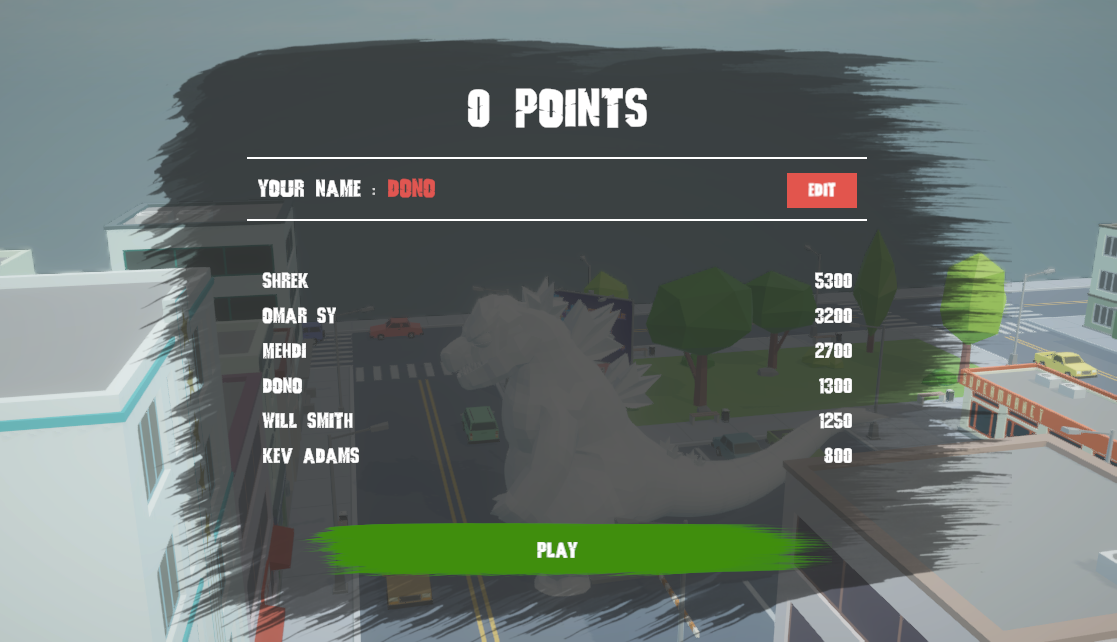 0 POINTS
YOUR NAME : DONO
EDIT
SHREK 5300
OMAR SY 3200
MEHDI 2700
DONO 1300
WILL SMITH 1250
KEV ADAMS 800
PLAY